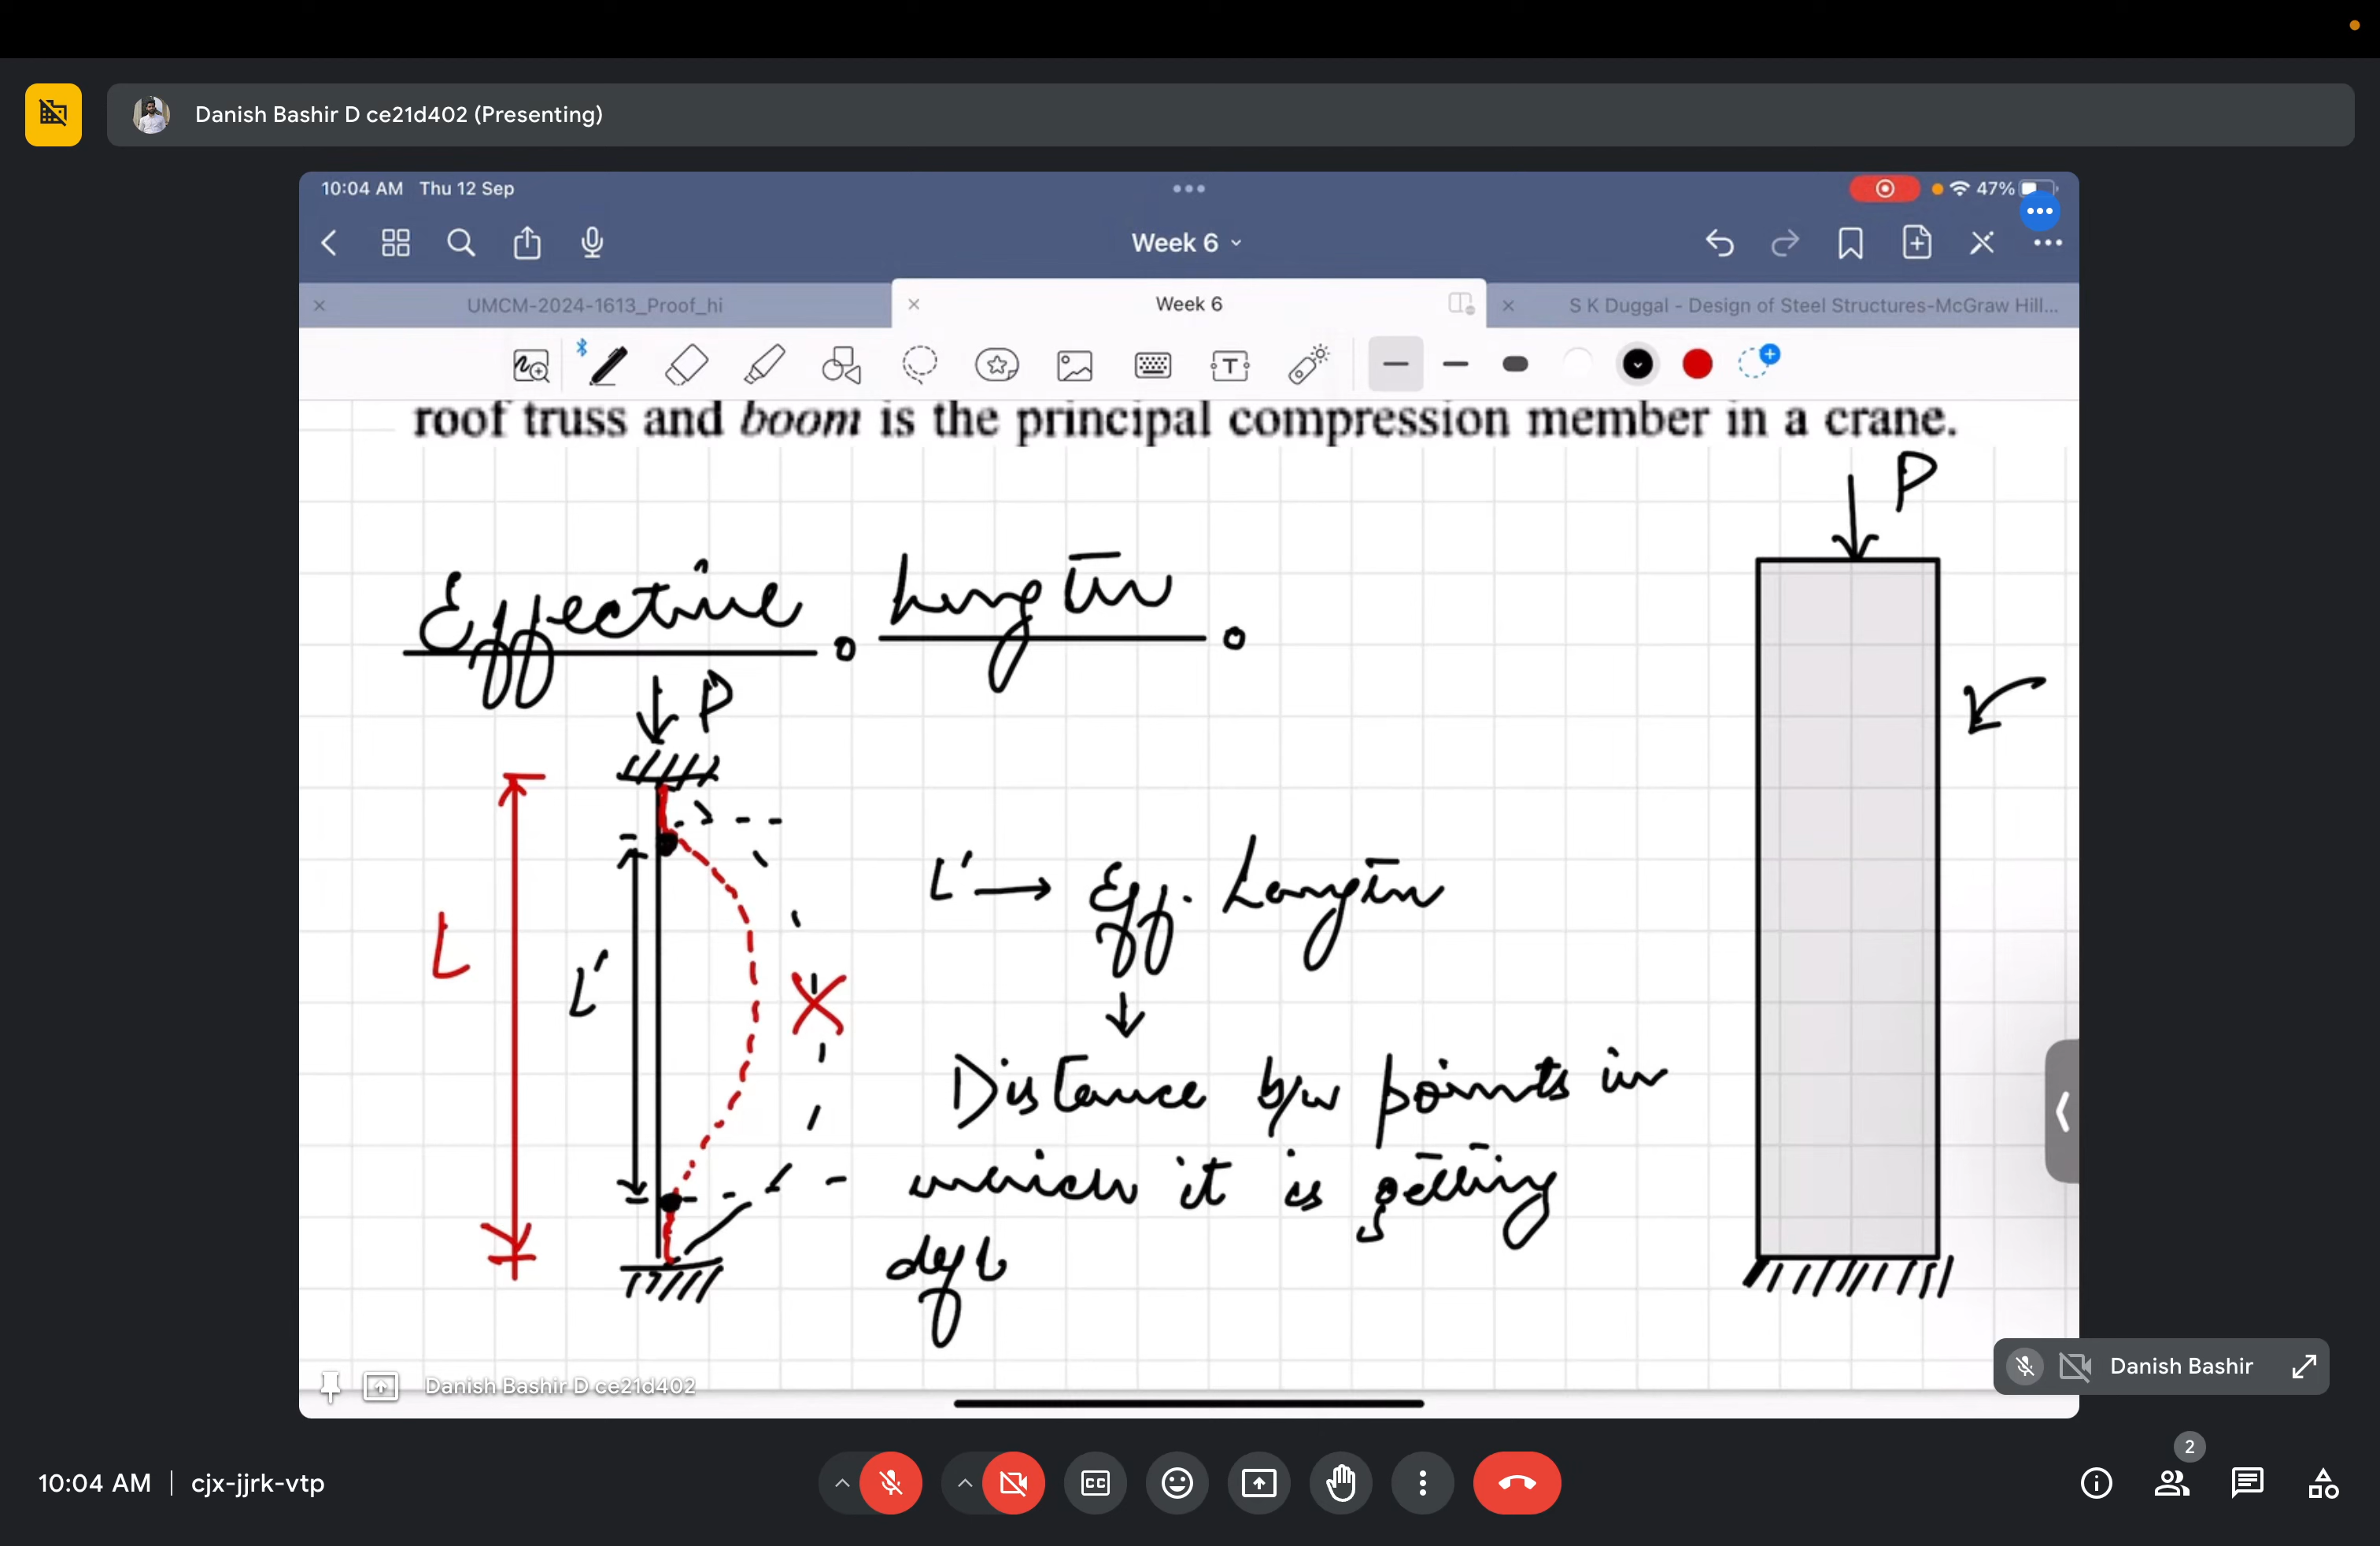 Danish Bashir D ce21d402 (Presenting)
10:04 AM Thu 12 Sep
47%
Week 6
UMCM-2024-1613_Proof_hi
Week 6
S K Duggal - Design of Steel Structures-McGraw Hill...
roof truss and boom is the principal compression member in a crane.
P
Effective Length
P
L
L'
L' → Eff. Length
Distance b/w points in
which it is getting
Danish Bashir D ce21d402
Danish Bashir
10:04 AM | cjx-jjrk-vtp
CC
2